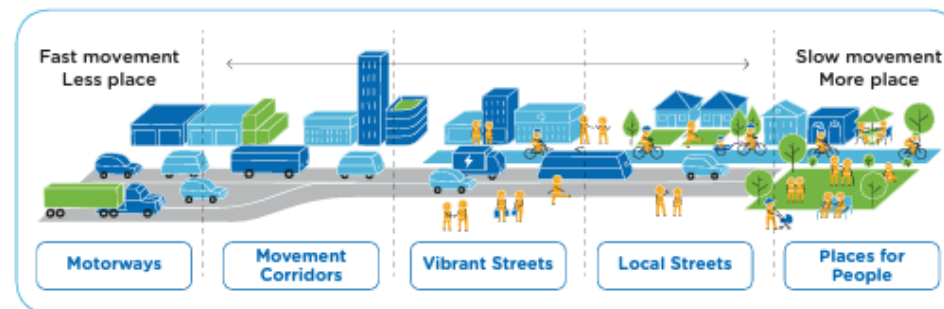 Fast movement
Less place
Slow movement
More place
Motorways
Movement
Corridors
Vibrant Streets
Local Streets
Places for
People